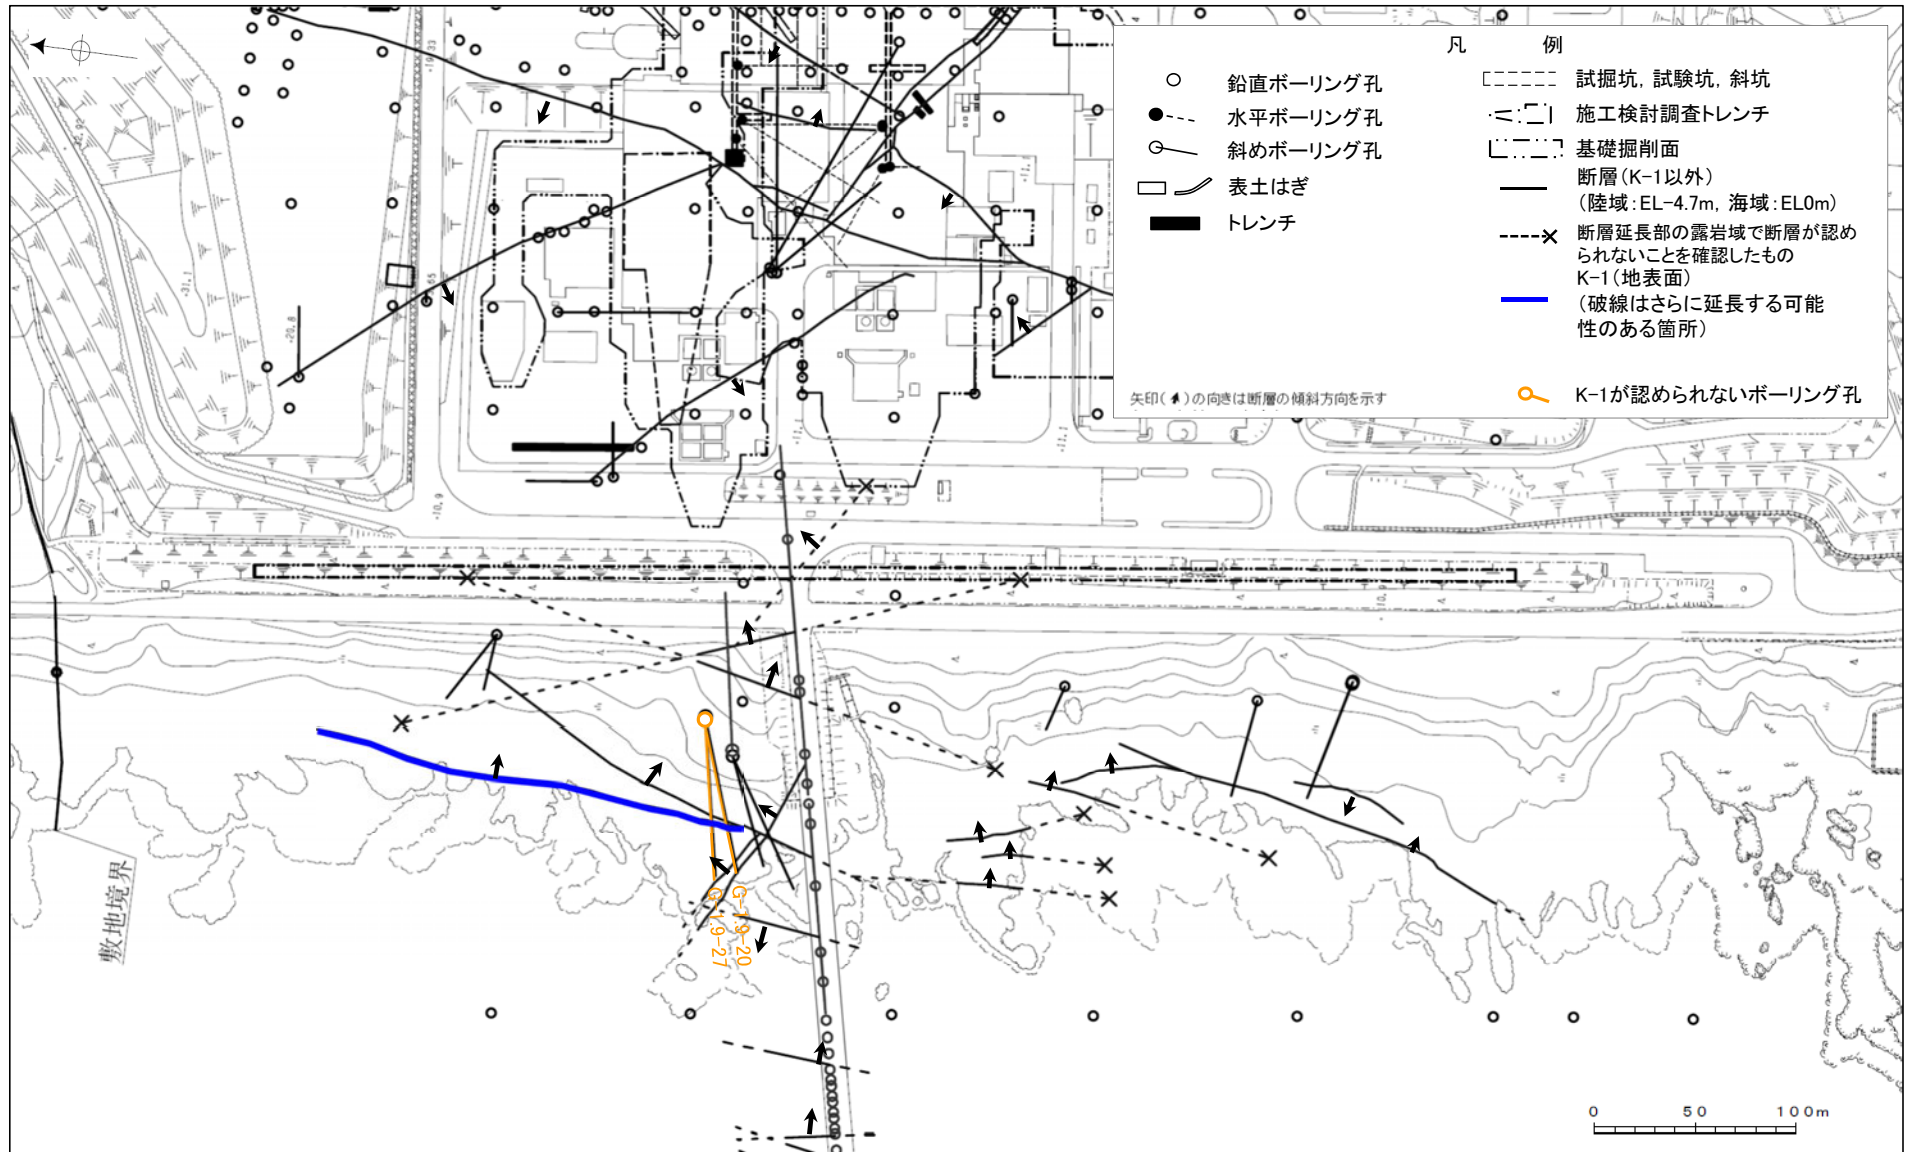 凡 例
鉛直ボーリング孔
水平ボーリング孔
斜めボーリング孔
表土はぎ
トレンチ
試掘坑，試験坑，斜坑
施工検討調査トレンチ
基礎掘削面
断層（K-1以外）
（陸域：EL-4.7m，海域：EL0m）
断層延長部の露岩域で断層が認め
られないことを確認したもの
K-1（地表面）
（破線はさらに延長する可能
性のある箇所）
K-1が認められないボーリング孔
矢印（ ）の向きは断層の傾斜方向を示す
敷地境界
G-1.9-27
G-1.9-20
0 50 100m